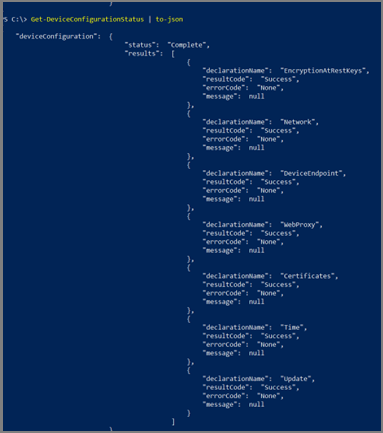 }
PS C:\> Get-DeviceConfigurationStatus | to-json
"deviceConfiguration":  {
"status":  "Complete",
"results":  [
{
"declarationName":  "EncryptionAtRestKeys",
"resultCode":  "Success",
"errorCode":  "None",
"message":  null
},
{
"declarationName":  "Network",
"resultCode":  "Success",
"errorCode":  "None",
"message":  null
},
{
"declarationName":  "DeviceEndpoint",
"resultCode":  "Success",
"errorCode":  "None",
"message":  null
},
{
"declarationName":  "WebProxy",
"resultCode":  "Success",
"errorCode":  "None",
"message":  null
},
{
"declarationName":  "Certificates",
"resultCode":  "Success",
"errorCode":  "None",
"message":  null
},
{
"declarationName":  "Time",
"resultCode":  "Success",
"errorCode":  "None",
"message":  null
},
{
"declarationName":  "Update",
"resultCode":  "Success",
"errorCode":  "None",
"message":  null
}
]
}